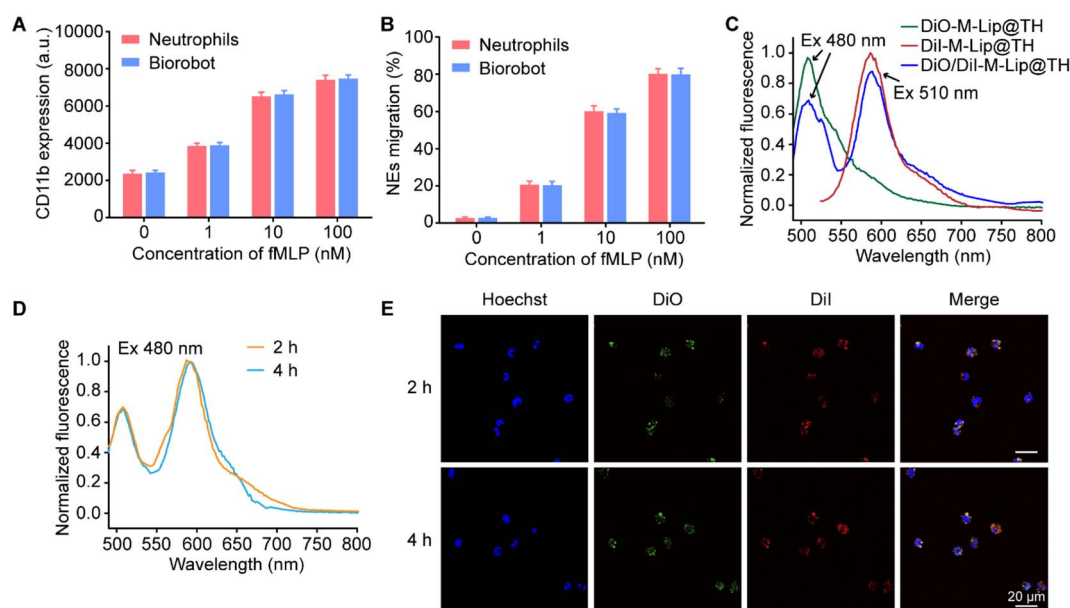 A
CD11b expression (a.u.)
10000
8000
6000
4000
2000
0
Neutrophils
Biorobot
0 1 10 100
Concentration of fMLP (nM)
B
NEs migration (%)
100
80
60
40
20
0
Neutrophils
Biorobot
0 1 10 100
Concentration of fMLP (nM)
C
Normalized fluorescence
1.0
0.8
0.6
0.4
0.2
0.0
DiO-M-Lip@TH
DiI-M-Lip@TH
DiO/DiI-M-Lip@TH
Ex 480 nm
Ex 510 nm
500 550 600 650 700 750 800
Wavelength (nm)
D
Normalized fluorescence
1.0
0.8
0.6
0.4
0.2
0.0
Ex 480 nm
2 h
4 h
500 550 600 650 700 750 800
Wavelength (nm)
E
Hoechst DiO DiI Merge
2 h
4 h
20 µm